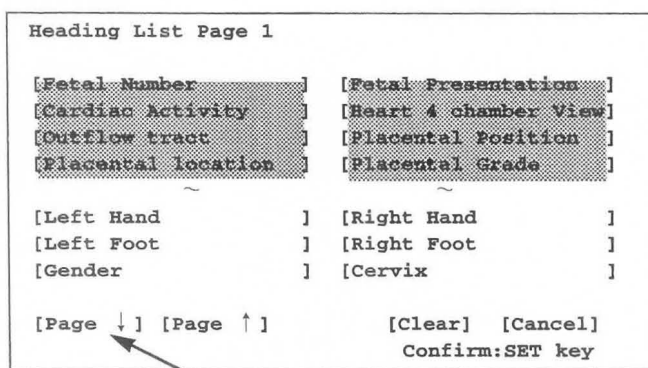 Heading List Page 1
[Fetal Number ] [Fetal Presentation ]
[Cardiac Activity ] [Heart 4 chamber View]
[Outflow tract ] [Placental Position ]
[Placental location ] [Placental Grade ]
~ ~
[Left Hand ] [Right Hand ]
[Left Foot ] [Right Foot ]
[Gender ] [Cervix ]
[Page ↓] [Page ↑] [Clear] [Cancel]
Confirm:SET key